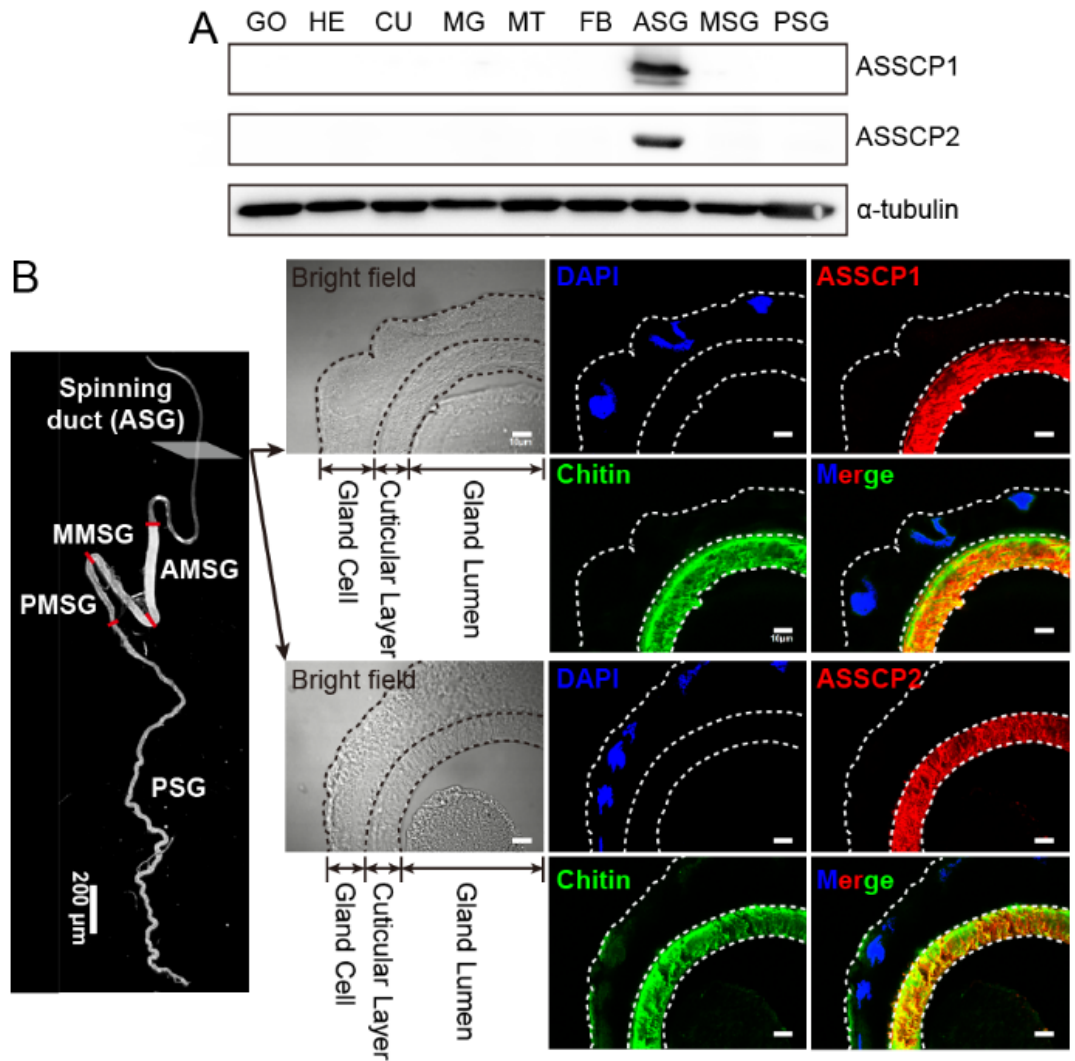 A
GO HE CU MG MT FB ASG MSG PSG
ASSCP1
ASSCP2
α-tubulin
B
Spinning
duct (ASG)
MMSG
AMSG
PMSG
PSG
200 μm
Bright field
10μm
DAPI
ASSCP1
Gland Cell
Cuticular Layer
Gland Lumen
Chitin
10μm
Merge
Bright field
DAPI
ASSCP2
Gland Cell
Cuticular Layer
Gland Lumen
Chitin
Merge